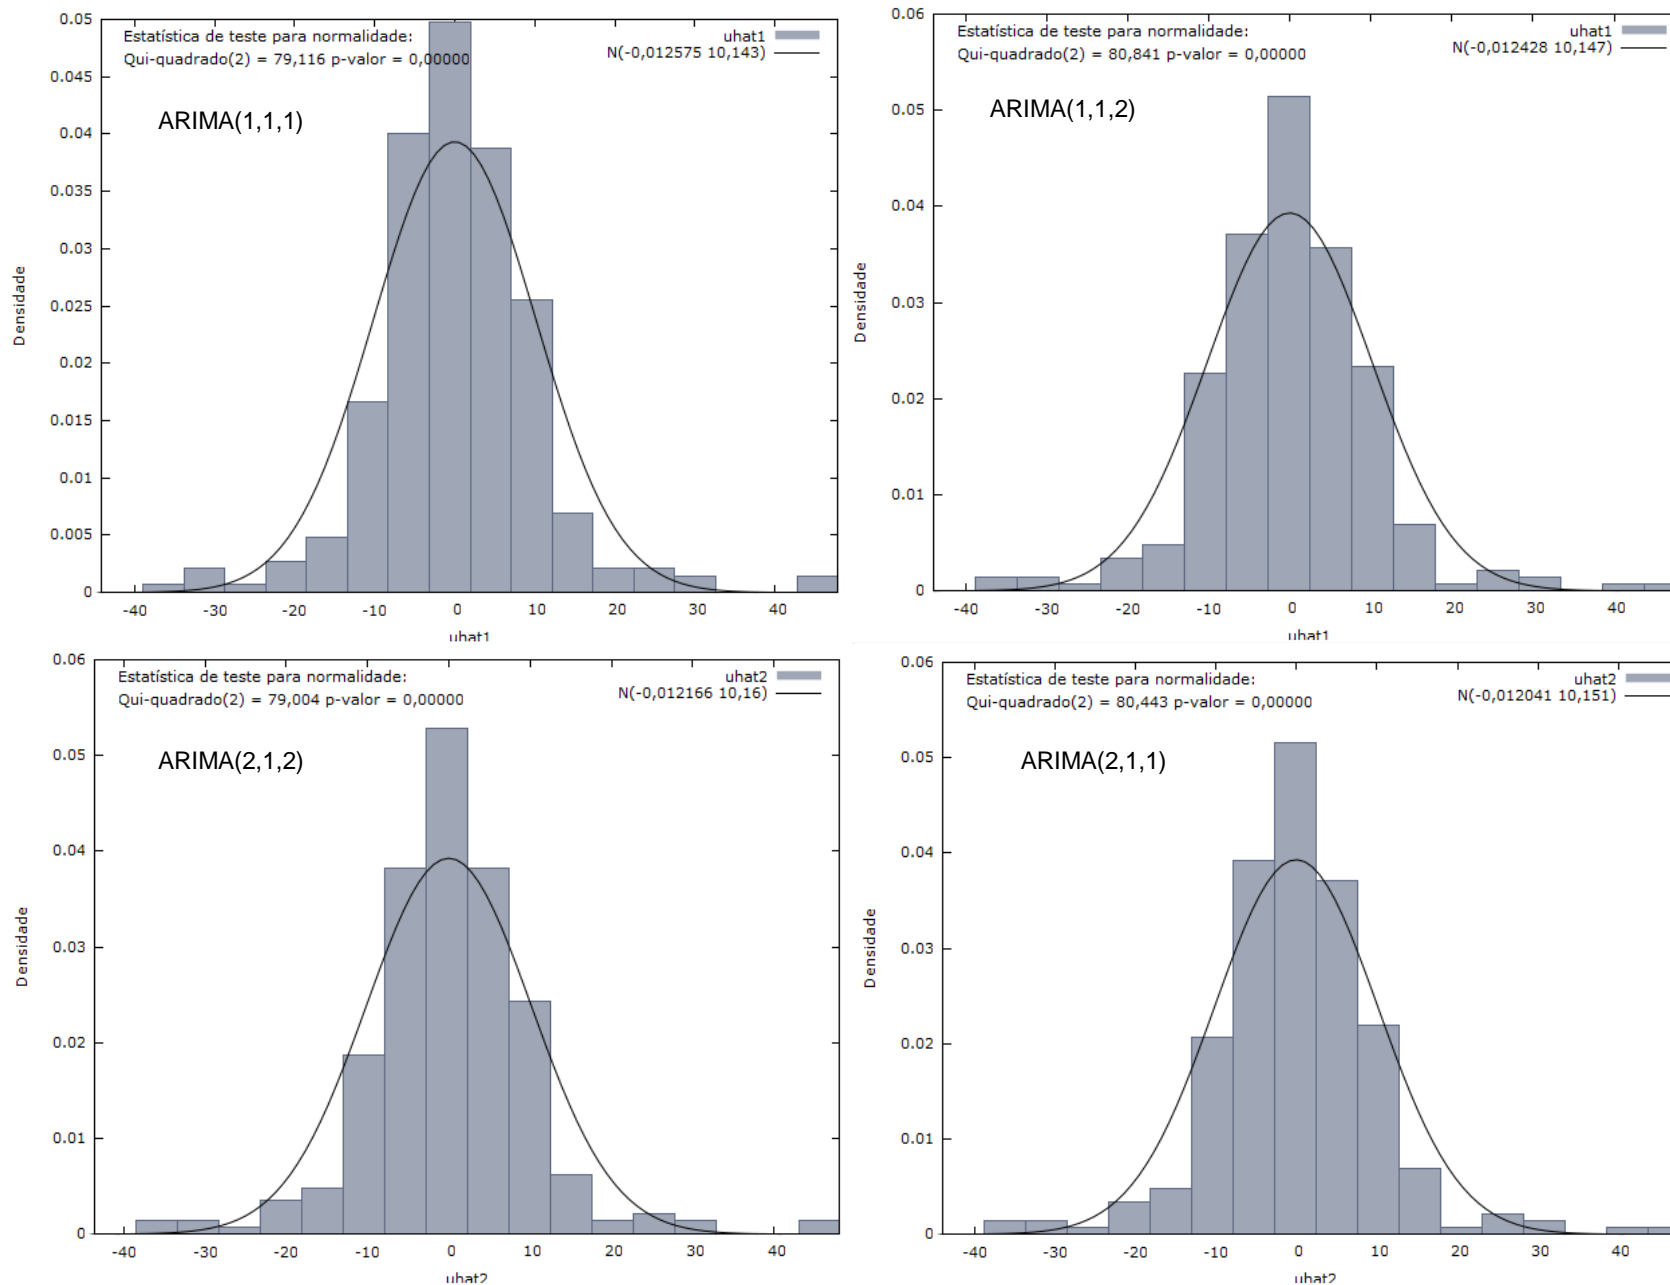 Estatística de teste para normalidade:
Qui-quadrado(2) = 79,116 p-valor = 0,00000
uhat1
N(-0,012575 10,143)
ARIMA(1,1,1)
0.05
0.045
0.04
0.035
0.03
0.025
0.02
0.015
0.01
0.005
0
Densidade
-40 -30 -20 -10 0 10 20 30 40
uhat1
Estatística de teste para normalidade:
Qui-quadrado(2) = 80,841 p-valor = 0,00000
uhat1
N(-0,012428 10,147)
ARIMA(1,1,2)
0.06
0.05
0.04
0.03
0.02
0.01
0
Densidade
-40 -30 -20 -10 0 10 20 30 40
uhat1
Estatística de teste para normalidade:
Qui-quadrado(2) = 79,004 p-valor = 0,00000
uhat2
N(-0,012166 10,16)
ARIMA(2,1,2)
0.06
0.05
0.04
0.03
0.02
0.01
0
Densidade
-40 -30 -20 -10 0 10 20 30 40
uhat2
Estatística de teste para normalidade:
Qui-quadrado(2) = 80,443 p-valor = 0,00000
uhat2
N(-0,012041 10,151)
ARIMA(2,1,1)
0.06
0.05
0.04
0.03
0.02
0.01
0
Densidade
-40 -30 -20 -10 0 10 20 30 40
uhat2